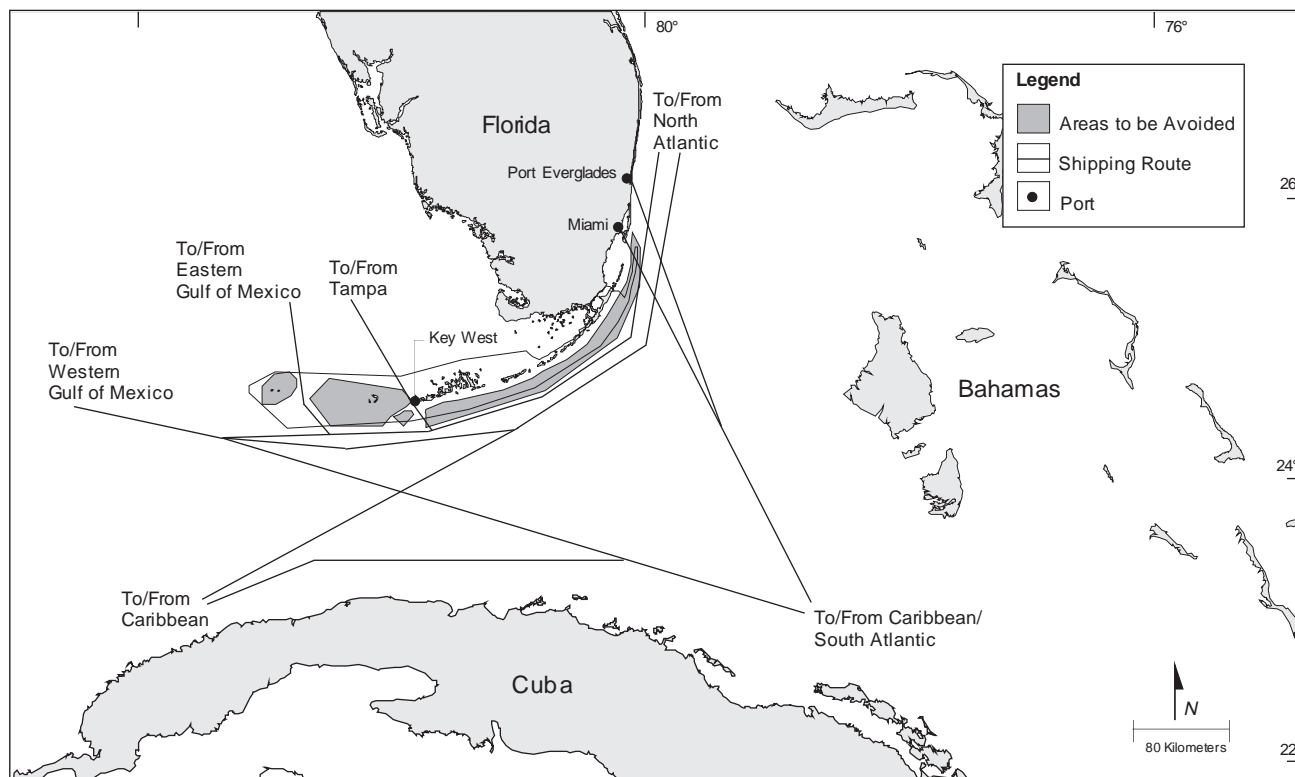 80°
76°
Legend
Areas to be Avoided
Shipping Route
Port
To/From
North
Atlantic
Florida
Port Everglades
26
Miami
To/From
Eastern
Gulf of Mexico
To/From
Tampa
Key West
To/From
Western
Gulf of Mexico
Bahamas
24°
To/From
Caribbean
To/From Caribbean/
South Atlantic
Cuba
N
80 Kilometers
22